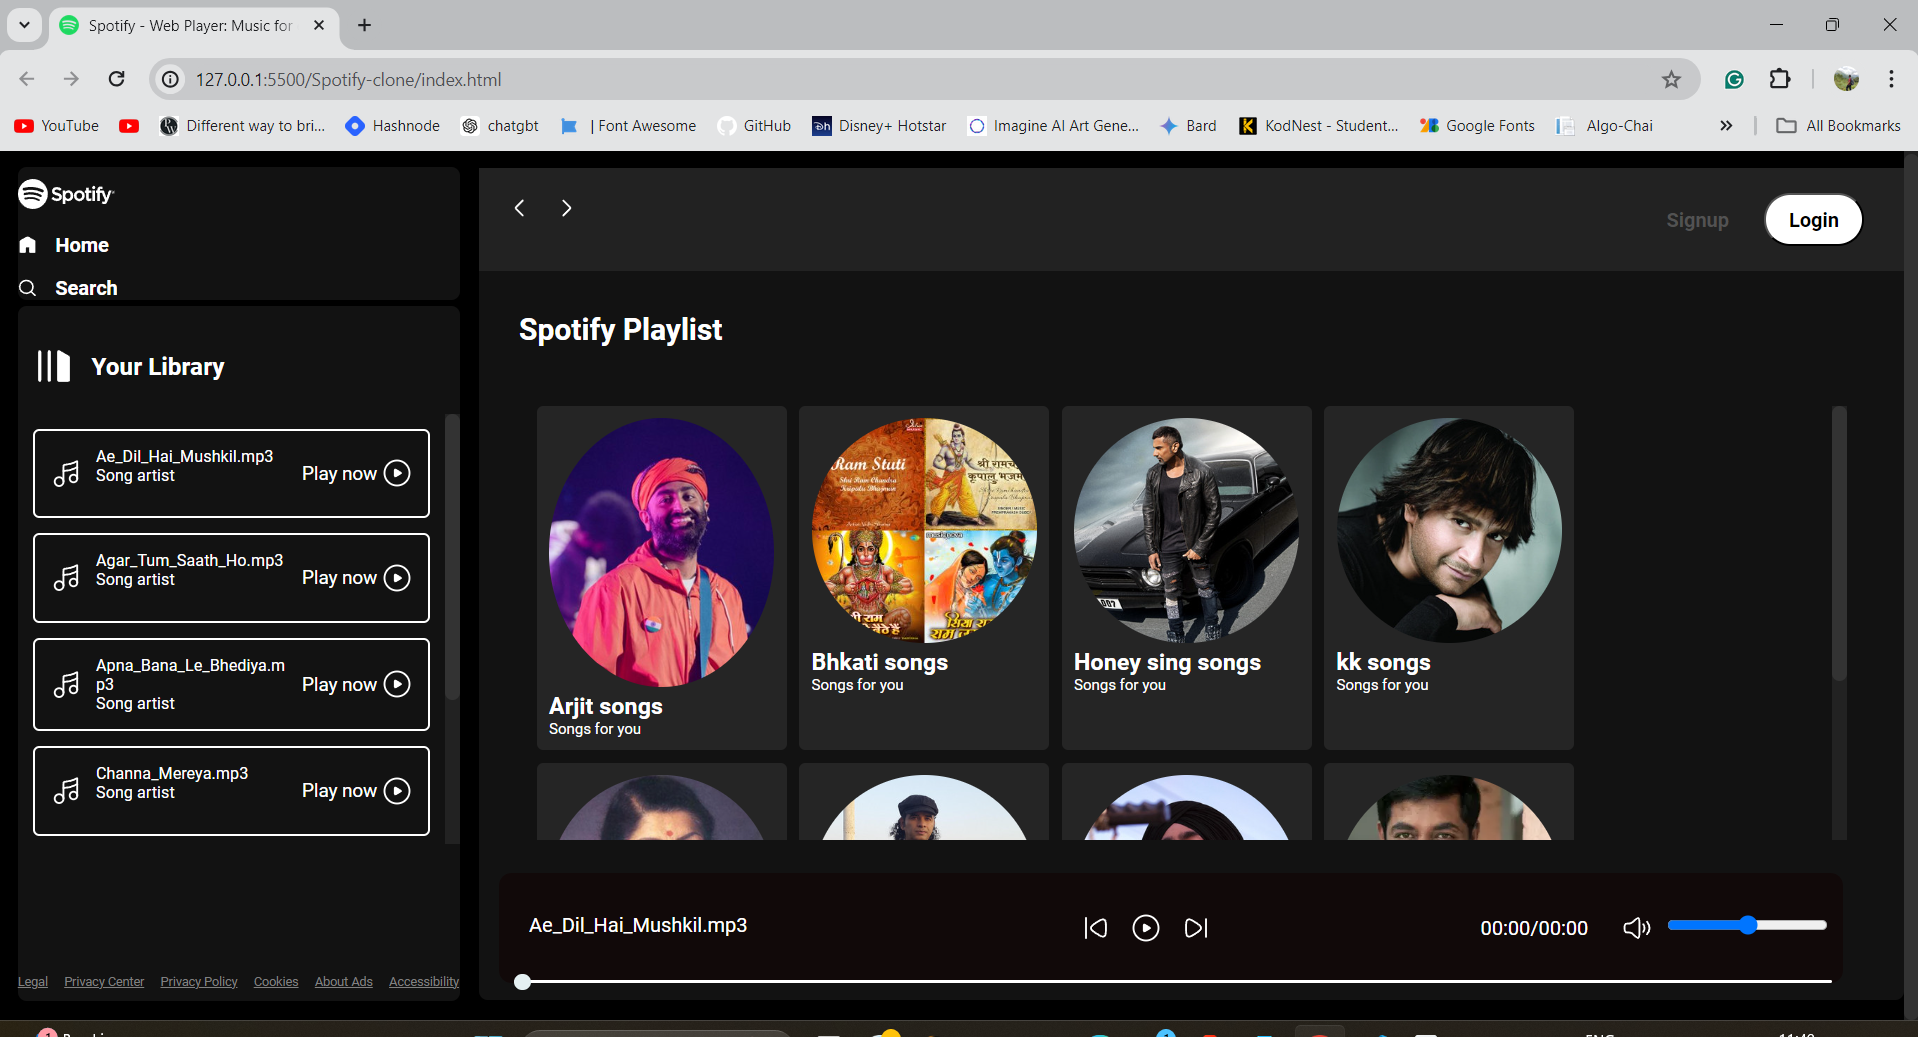 Spotify - Web Player: Music for
127.0.0.1:5500/Spotify-clone/index.html
YouTube
Different way to bri...
Hashnode
chatgbt
| Font Awesome
GitHub
Disney+ Hotstar
Imagine AI Art Gene...
Bard
KodNest - Student...
Google Fonts
Algo-Chai
All Bookmarks
Spotify
Home
Search
Your Library
Ae_Dil_Hai_Mushkil.mp3
Song artist
Play now
Agar_Tum_Saath_Ho.mp3
Song artist
Play now
Apna_Bana_Le_Bhediya.m
p3
Song artist
Play now
Channa_Mereya.mp3
Song artist
Play now
Legal
Privacy Center
Privacy Policy
Cookies
About Ads
Accessibility
Signup
Login
Spotify Playlist
Ram Stuti
Arjit songs
Songs for you
Bhkati songs
Songs for you
Honey sing songs
Songs for you
kk songs
Songs for you
Ae_Dil_Hai_Mushkil.mp3
00:00/00:00